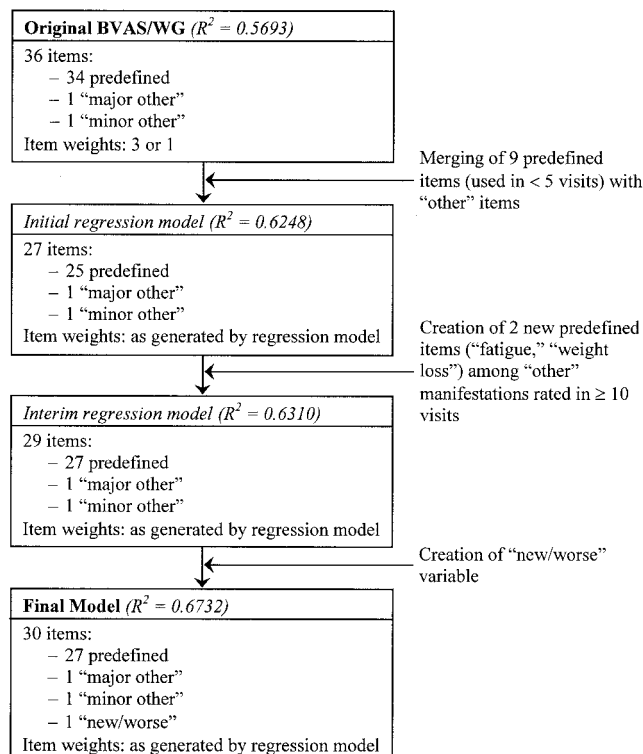 Original BVAS/WG (R² = 0.5693)
36 items:
– 34 predefined
– 1 “major other”
– 1 “minor other”
Item weights: 3 or 1
Merging of 9 predefined
items (used in < 5 visits) with
“other” items
Initial regression model (R² = 0.6248)
27 items:
– 25 predefined
– 1 “major other”
– 1 “minor other”
Item weights: as generated by regression model
Creation of 2 new predefined
items (“fatigue,” “weight
loss”) among “other”
manifestations rated in ≥ 10
visits
Interim regression model (R² = 0.6310)
29 items:
– 27 predefined
– 1 “major other”
– 1 “minor other”
Item weights: as generated by regression model
Creation of “new/worse”
variable
Final Model (R² = 0.6732)
30 items:
– 27 predefined
– 1 “major other”
– 1 “minor other”
– 1 “new/worse”
Item weights: as generated by regression model